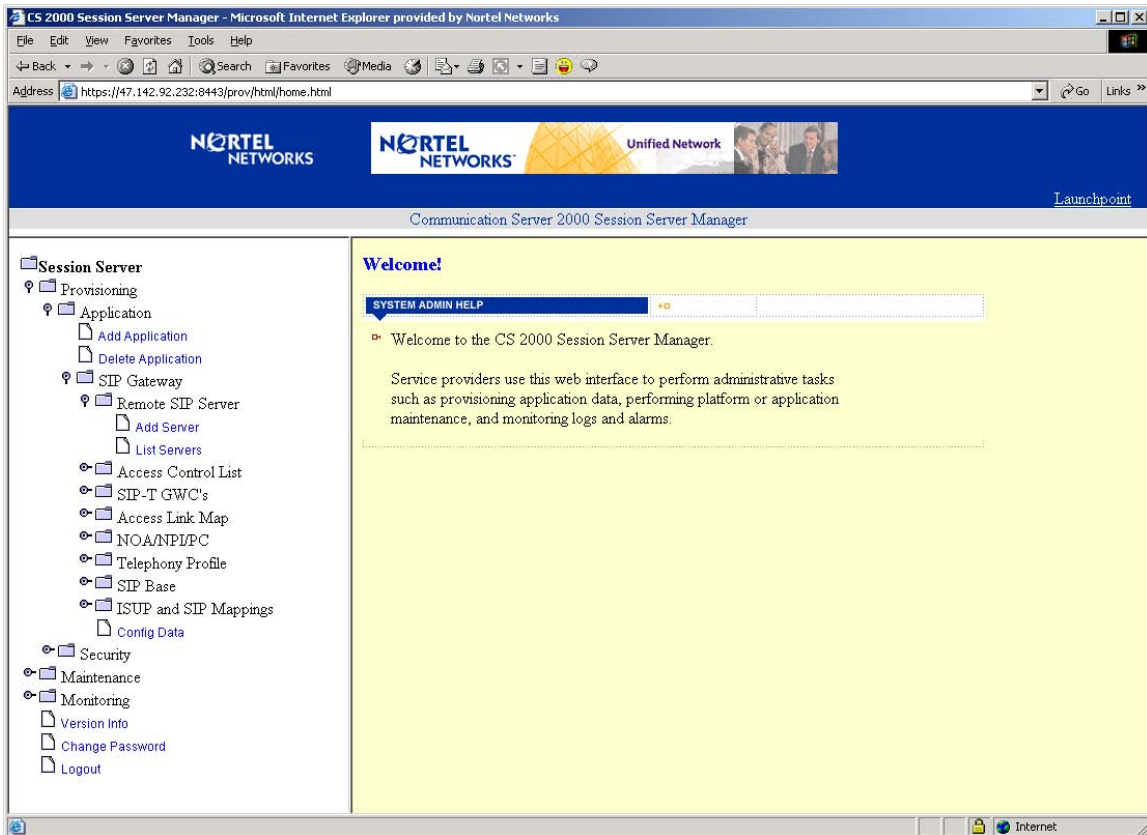 CS 2000 Session Server Manager - Microsoft Internet Explorer provided by Nortel Networks
File Edit View Favorites Tools Help
Back Search Favorites Media
Address https://47.142.92.232:8443/prov/html/home.html Go Links »
NORTEL
NETWORKS
NORTEL
NETWORKS™
Unified Network
Launchpoint
Communication Server 2000 Session Server Manager
Session Server
Provisioning
Application
Add Application
Delete Application
SIP Gateway
Remote SIP Server
Add Server
List Servers
Access Control List
SIP-T GWC's
Access Link Map
NOA/NPI/PC
Telephony Profile
SIP Base
ISUP and SIP Mappings
Config Data
Security
Maintenance
Monitoring
Version Info
Change Password
Logout
Welcome!
SYSTEM ADMIN HELP
Welcome to the CS 2000 Session Server Manager.
Service providers use this web interface to perform administrative tasks
such as provisioning application data, performing platform or application
maintenance, and monitoring logs and alarms.
Internet